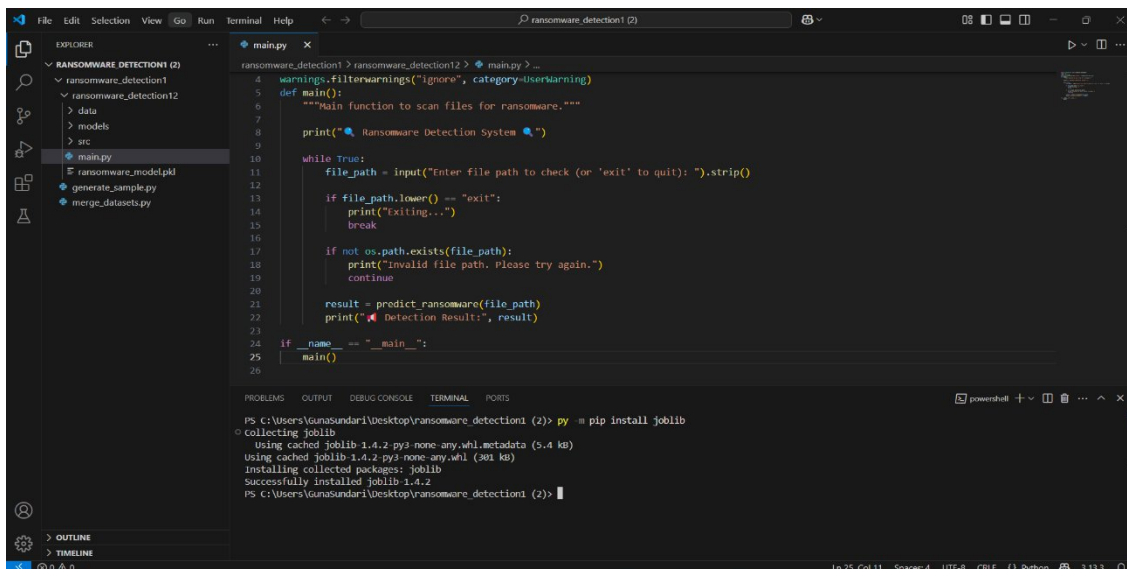 File Edit Selection View Go Run Terminal Help
ransomware_detection1 (2)
EXPLORER
RANSOMWARE_DETECTION1 (2)
ransomware_detection1
ransomware_detection12
data
models
src
main.py
ransomware_model.pkl
generate_sample.py
merge_datasets.py
OUTLINE
TIMELINE
main.py
ransomware_detection1 > ransomware_detection12 > main.py > ...
4 warnings.filterwarnings("ignore", category=UserWarning)
5 def main():
6 """Main function to scan files for ransomware."""
7
8 print("🔍 Ransomware Detection System 🔍")
9
10 while True:
11 file_path = input("Enter file path to check (or 'exit' to quit): ").strip()
12
13 if file_path.lower() == "exit":
14 print("Exiting...")
15 break
16
17 if not os.path.exists(file_path):
18 print("Invalid file path. Please try again.")
19 continue
20
21 result = predict_ransomware(file_path)
22 print("📢 Detection Result:", result)
23
24 if __name__ == "__main__":
25 main()
26
PROBLEMS OUTPUT DEBUG CONSOLE TERMINAL PORTS
powershell
PS C:\Users\GunaSundari\Desktop\ransomware_detection1 (2)> py -m pip install joblib
Collecting joblib
Using cached joblib-1.4.2-py3-none-any.whl.metadata (5.4 kB)
Using cached joblib-1.4.2-py3-none-any.whl (301 kB)
Installing collected packages: joblib
Successfully installed joblib-1.4.2
PS C:\Users\GunaSundari\Desktop\ransomware_detection1 (2)>
0 0 Ln 25, Col 11 Spaces: 4 UTF-8 CRLF {} Python 3.13.3